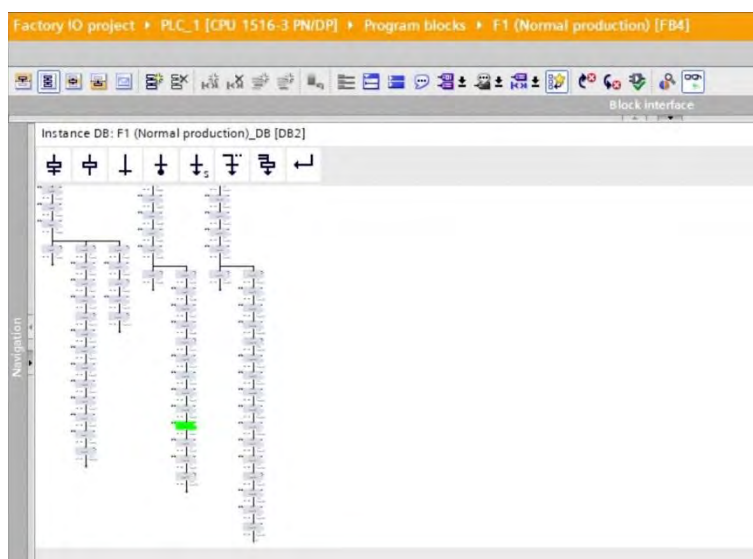 Factory IO project ▸ PLC_1 [CPU 1516-3 PN/DP] ▸ Program blocks ▸ F1 (Normal production) [FB4]
Block interface
Instance DB: F1 (Normal production)_DB [DB2]
S
Navigation